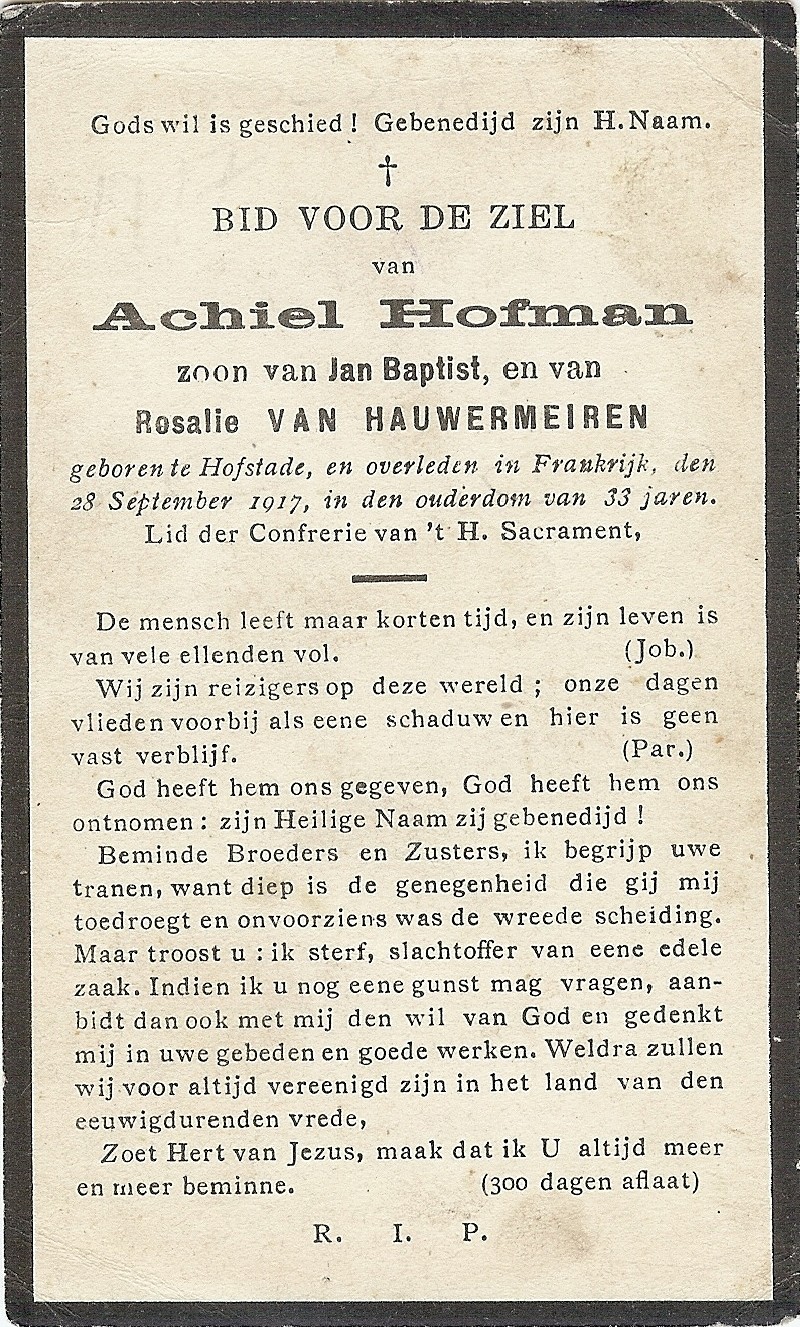 Gods wil is geschied ! Gebenedijd zijn H. Naam.
†
BID VOOR DE ZIEL
van
Achiel Hofman
zoon van Jan Baptist, en van
Rosalie VAN HAUWERMEIREN
geboren te Hofstade, en overleden in Frankrijk, den
28 September 1917, in den ouderdom van 33 jaren.
Lid der Confrerie van 't H. Sacrament,
De mensch leeft maar korten tijd, en zijn leven is
van vele ellenden vol. (Job.)
Wij zijn reizigers op deze wereld ; onze dagen
vlieden voorbij als eene schaduw en hier is geen
vast verblijf. (Par.)
God heeft hem ons gegeven, God heeft hem ons
ontnomen : zijn Heilige Naam zij gebenedijd !
Beminde Broeders en Zusters, ik begrijp uwe
tranen, want diep is de genegenheid die gij mij
toedroegt en onvoorziens was de wreede scheiding.
Maar troost u : ik sterf, slachtoffer van eene edele
zaak. Indien ik u nog eene gunst mag vragen, aan-
bidt dan ook met mij den wil van God en gedenkt
mij in uwe gebeden en goede werken. Weldra zullen
wij voor altijd vereenigd zijn in het land van den
eeuwigdurenden vrede,
Zoet Hert van Jezus, maak dat ik U altijd meer
en meer beminne. (300 dagen aflaat)
R. I. P.